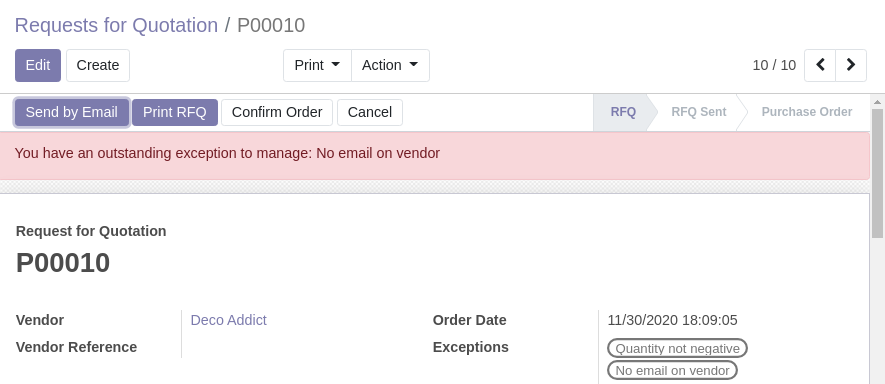 Requests for Quotation / P00010
Edit Create Print Action 10 / 10
Send by Email Print RFQ Confirm Order Cancel RFQ RFQ Sent Purchase Order
You have an outstanding exception to manage: No email on vendor
Request for Quotation
P00010
Vendor Deco Addict Order Date 11/30/2020 18:09:05
Vendor Reference Exceptions Quantity not negative
No email on vendor